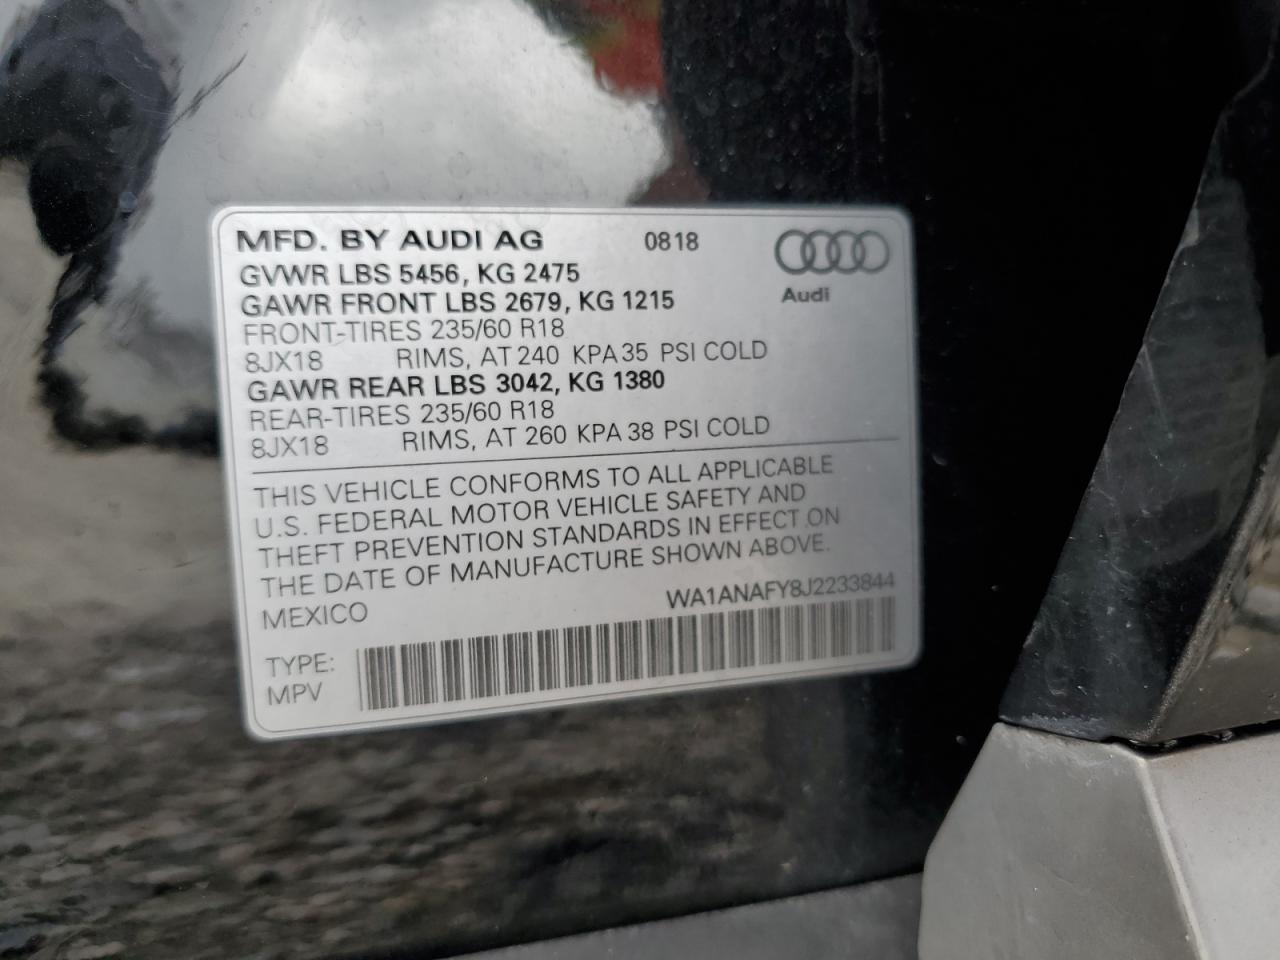 MFD. BY AUDI AG 0818
Audi
GVWR LBS 5456, KG 2475
GAWR FRONT LBS 2679, KG 1215
FRONT-TIRES 235/60 R18
8JX18 RIMS, AT 240 KPA 35 PSI COLD
GAWR REAR LBS 3042, KG 1380
REAR-TIRES 235/60 R18
8JX18 RIMS, AT 260 KPA 38 PSI COLD
THIS VEHICLE CONFORMS TO ALL APPLICABLE
U.S. FEDERAL MOTOR VEHICLE SAFETY AND
THEFT PREVENTION STANDARDS IN EFFECT ON
THE DATE OF MANUFACTURE SHOWN ABOVE.
MEXICO WA1ANAFY8J2233844
TYPE:
MPV